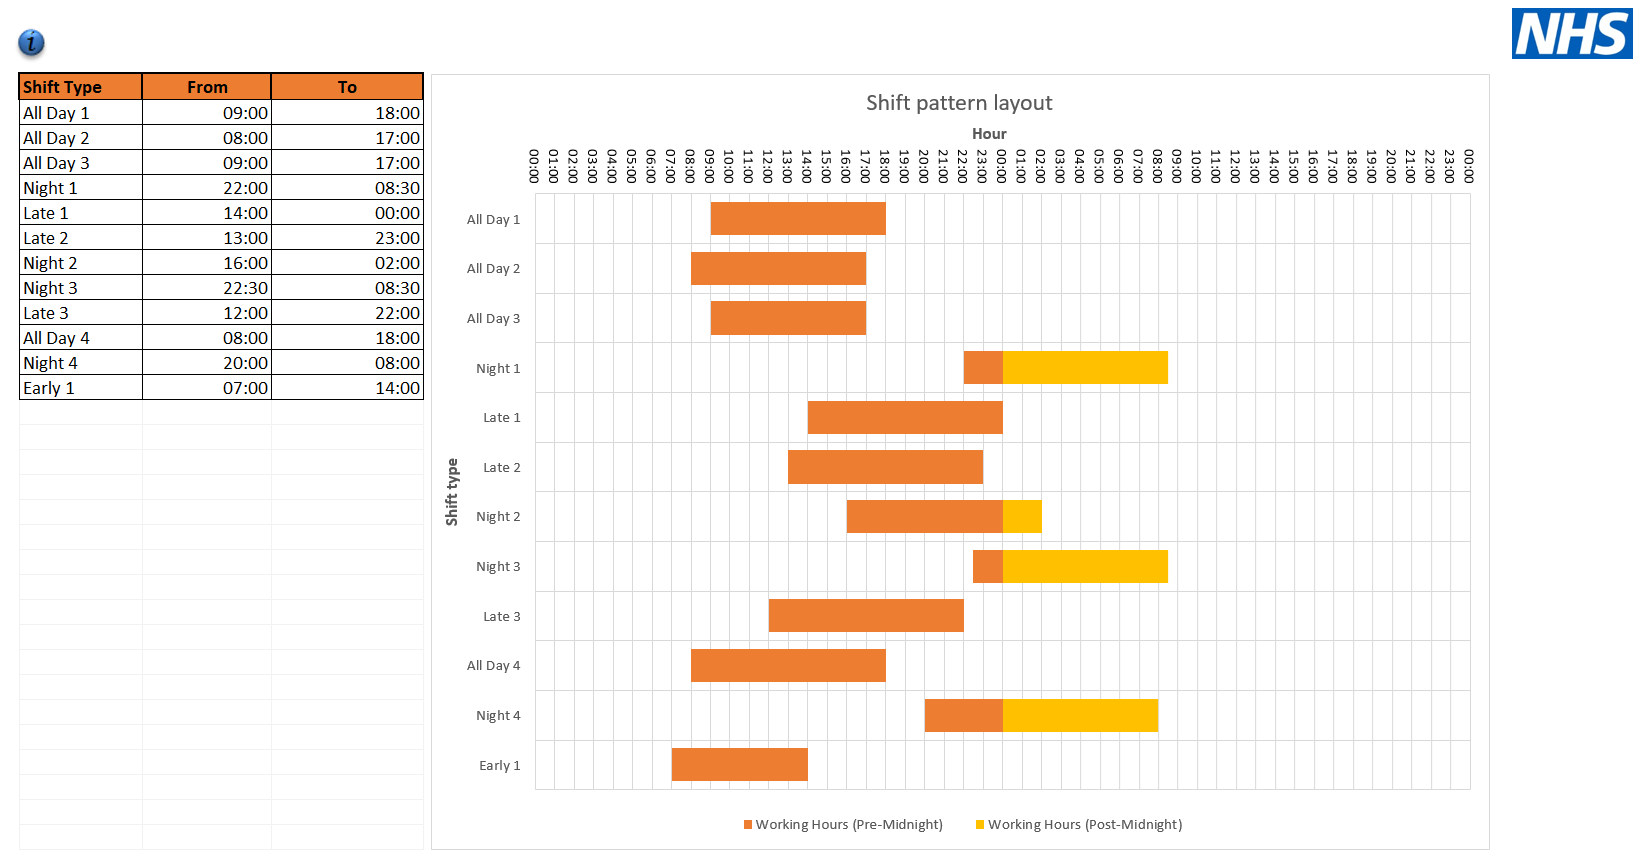 i
NHS
Shift Type From To
All Day 1 09:00 18:00
All Day 2 08:00 17:00
All Day 3 09:00 17:00
Night 1 22:00 08:30
Late 1 14:00 00:00
Late 2 13:00 23:00
Night 2 16:00 02:00
Night 3 22:30 08:30
Late 3 12:00 22:00
All Day 4 08:00 18:00
Night 4 20:00 08:00
Early 1 07:00 14:00
Shift pattern layout
Hour
00:00 01:00 02:00 03:00 04:00 05:00 06:00 07:00 08:00 09:00 10:00 11:00 12:00 13:00 14:00 15:00 16:00 17:00 18:00 19:00 20:00 21:00 22:00 23:00 00:00 01:00 02:00 03:00 04:00 05:00 06:00 07:00 08:00 09:00 10:00 11:00 12:00 13:00 14:00 15:00 16:00 17:00 18:00 19:00 20:00 21:00 22:00 23:00 00:00
Shift type
All Day 1
All Day 2
All Day 3
Night 1
Late 1
Late 2
Night 2
Night 3
Late 3
All Day 4
Night 4
Early 1
Working Hours (Pre-Midnight) Working Hours (Post-Midnight)